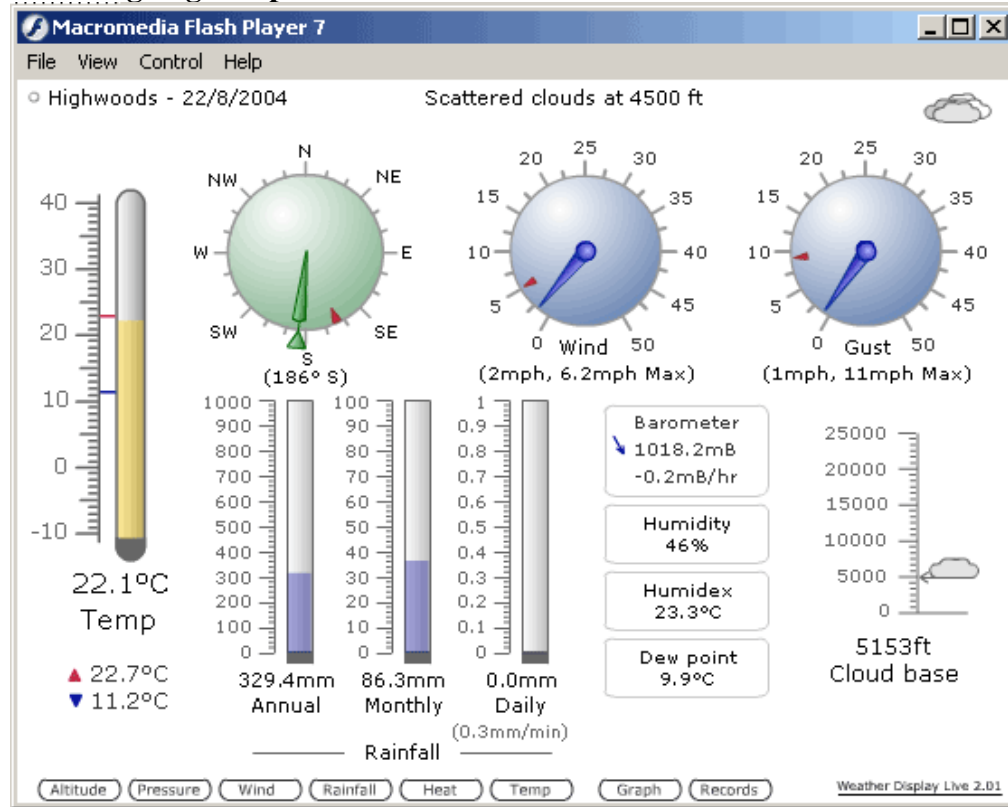 Macromedia Flash Player 7
File View Control Help
Highwoods - 22/8/2004 Scattered clouds at 4500 ft
40
30
20
10
0
-10
22.1ºC
Temp
22.7ºC
11.2ºC
N
NE
E
SE
S
SW
W
NW
(186º S)
0
5
10
15
20
25
30
35
40
45
50
Wind
(2mph, 6.2mph Max)
0
5
10
15
20
25
30
35
40
45
50
Gust
(1mph, 11mph Max)
1000
900
800
700
600
500
400
300
200
100
0
329.4mm
Annual
100
90
80
70
60
50
40
30
20
10
0
86.3mm
Monthly
1
0.9
0.8
0.7
0.6
0.5
0.4
0.3
0.2
0.1
0
0.0mm
Daily
(0.3mm/min)
Rainfall
Barometer
1018.2mB
-0.2mB/hr
Humidity
46%
Humidex
23.3ºC
Dew point
9.9ºC
25000
20000
15000
10000
5000
0
5153ft
Cloud base
Altitude Pressure Wind Rainfall Heat Temp Graph Records Weather Display Live 2.01